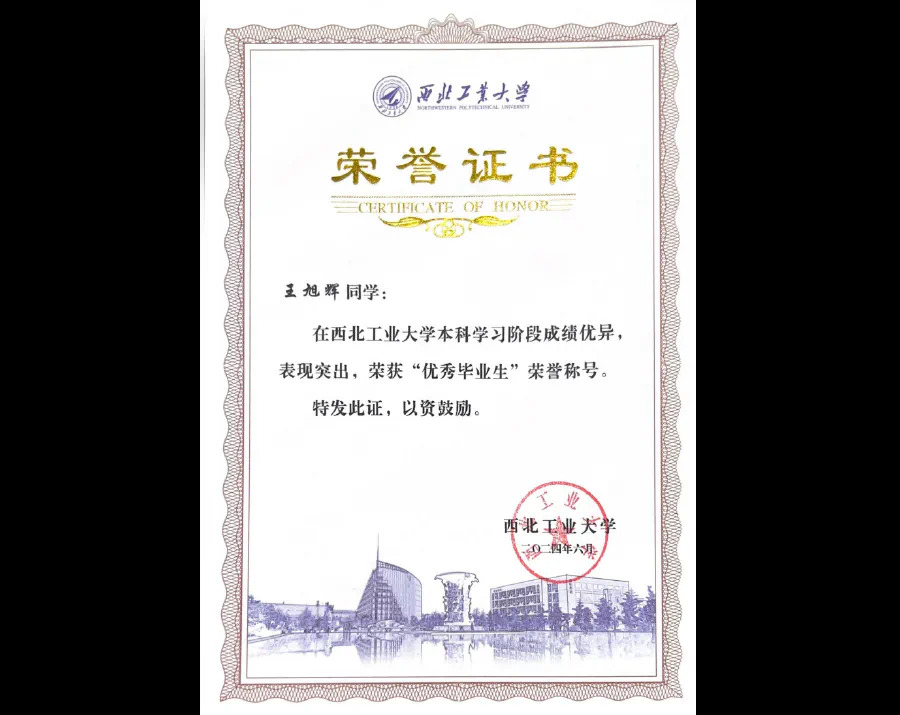 西北工业大学
NORTHWESTERN POLYTECHNICAL UNIVERSITY
荣誉证书
CERTIFICATE OF HONOR
王旭辉同学：
在西北工业大学本科学习阶段成绩优异，
表现突出，荣获“优秀毕业生”荣誉称号。
特发此证，以资鼓励。
西北工业大学
二〇二四年六月
西北工业大学